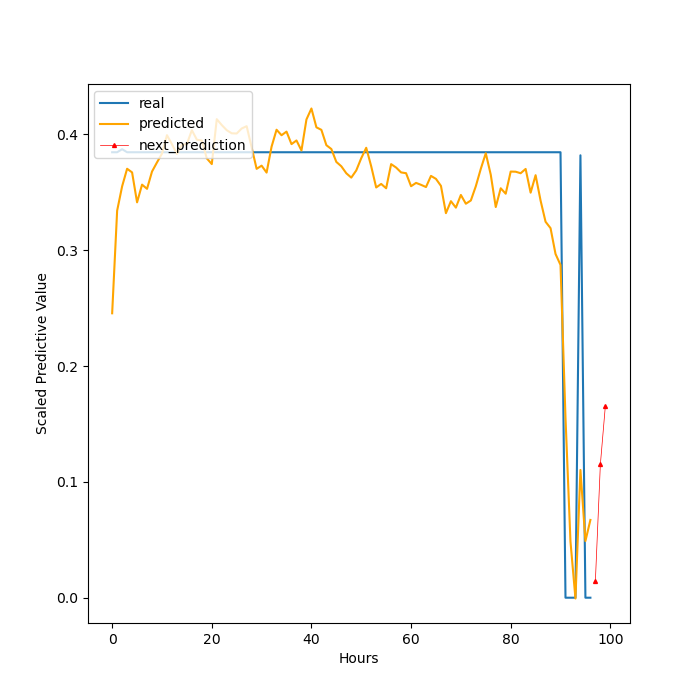 real
predicted
next_prediction
0.4
0.3
0.2
0.1
0.0
Scaled Predictive Value
0 20 40 60 80 100
Hours